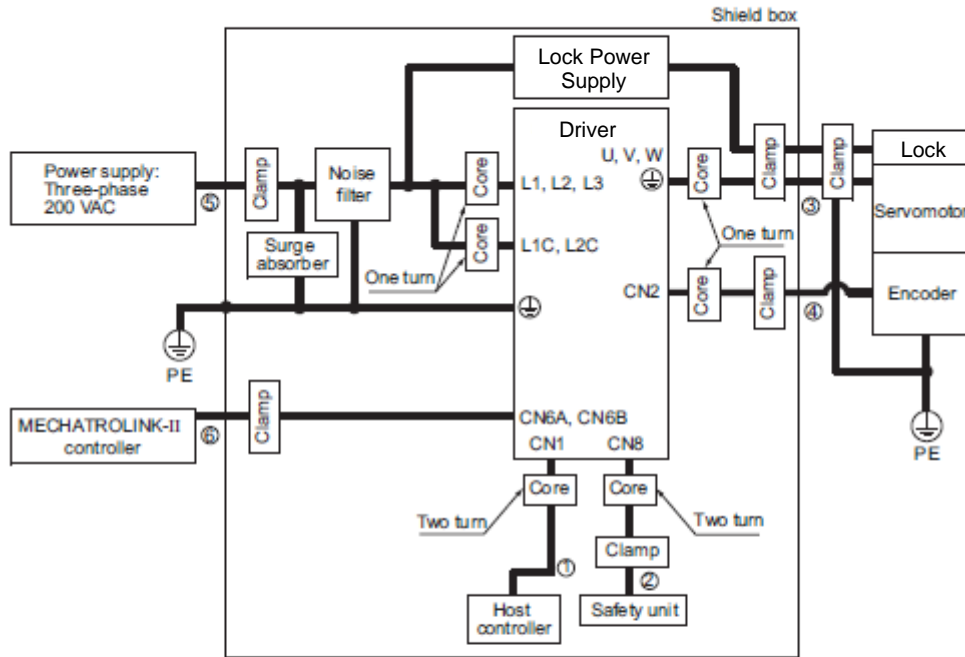 Shield box
Lock Power
Supply
Driver
U, V, W
Power supply:
Three-phase
200 VAC
⑤
Clamp
Noise
filter
Core
L1, L2, L3
Core
Clamp
Clamp
③
Lock
Servomotor
Surge
absorber
One turn
Core
L1C, L2C
One turn
CN2
Core
Clamp
④
Encoder
PE
PE
MECHATROLINK-II
controller
⑥
Clamp
CN6A, CN6B
CN1
CN8
Core
Core
Two turn
Two turn
Clamp
①
②
Host
controller
Safety unit